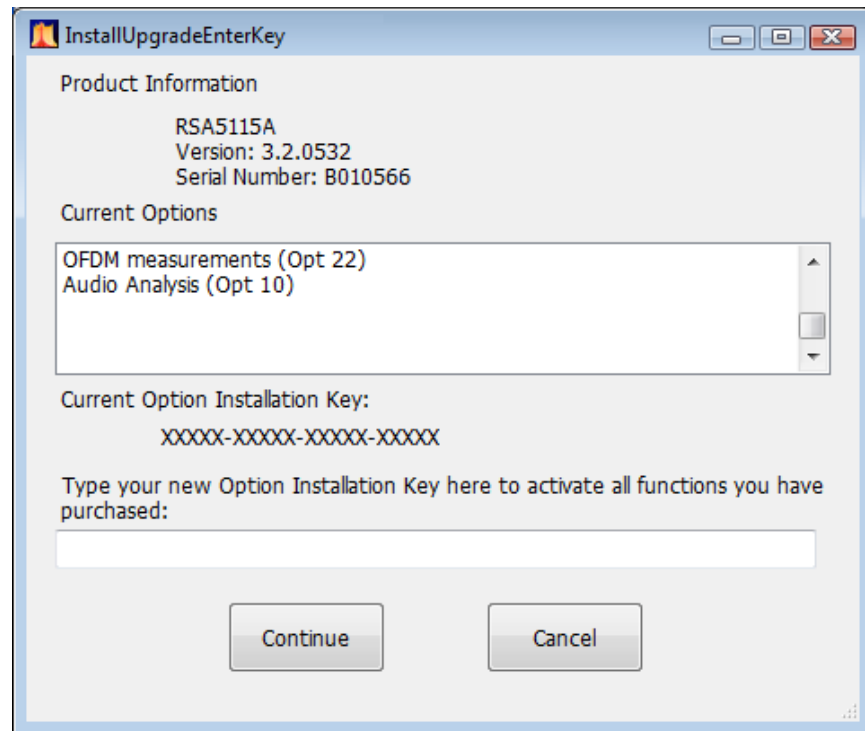 InstallUpgradeEnterKey
Product Information
RSA5115A
Version: 3.2.0532
Serial Number: B010566
Current Options
OFDM measurements (Opt 22)
Audio Analysis (Opt 10)
Current Option Installation Key:
XXXXX-XXXXX-XXXXX-XXXXX
Type your new Option Installation Key here to activate all functions you have
purchased:
Continue
Cancel